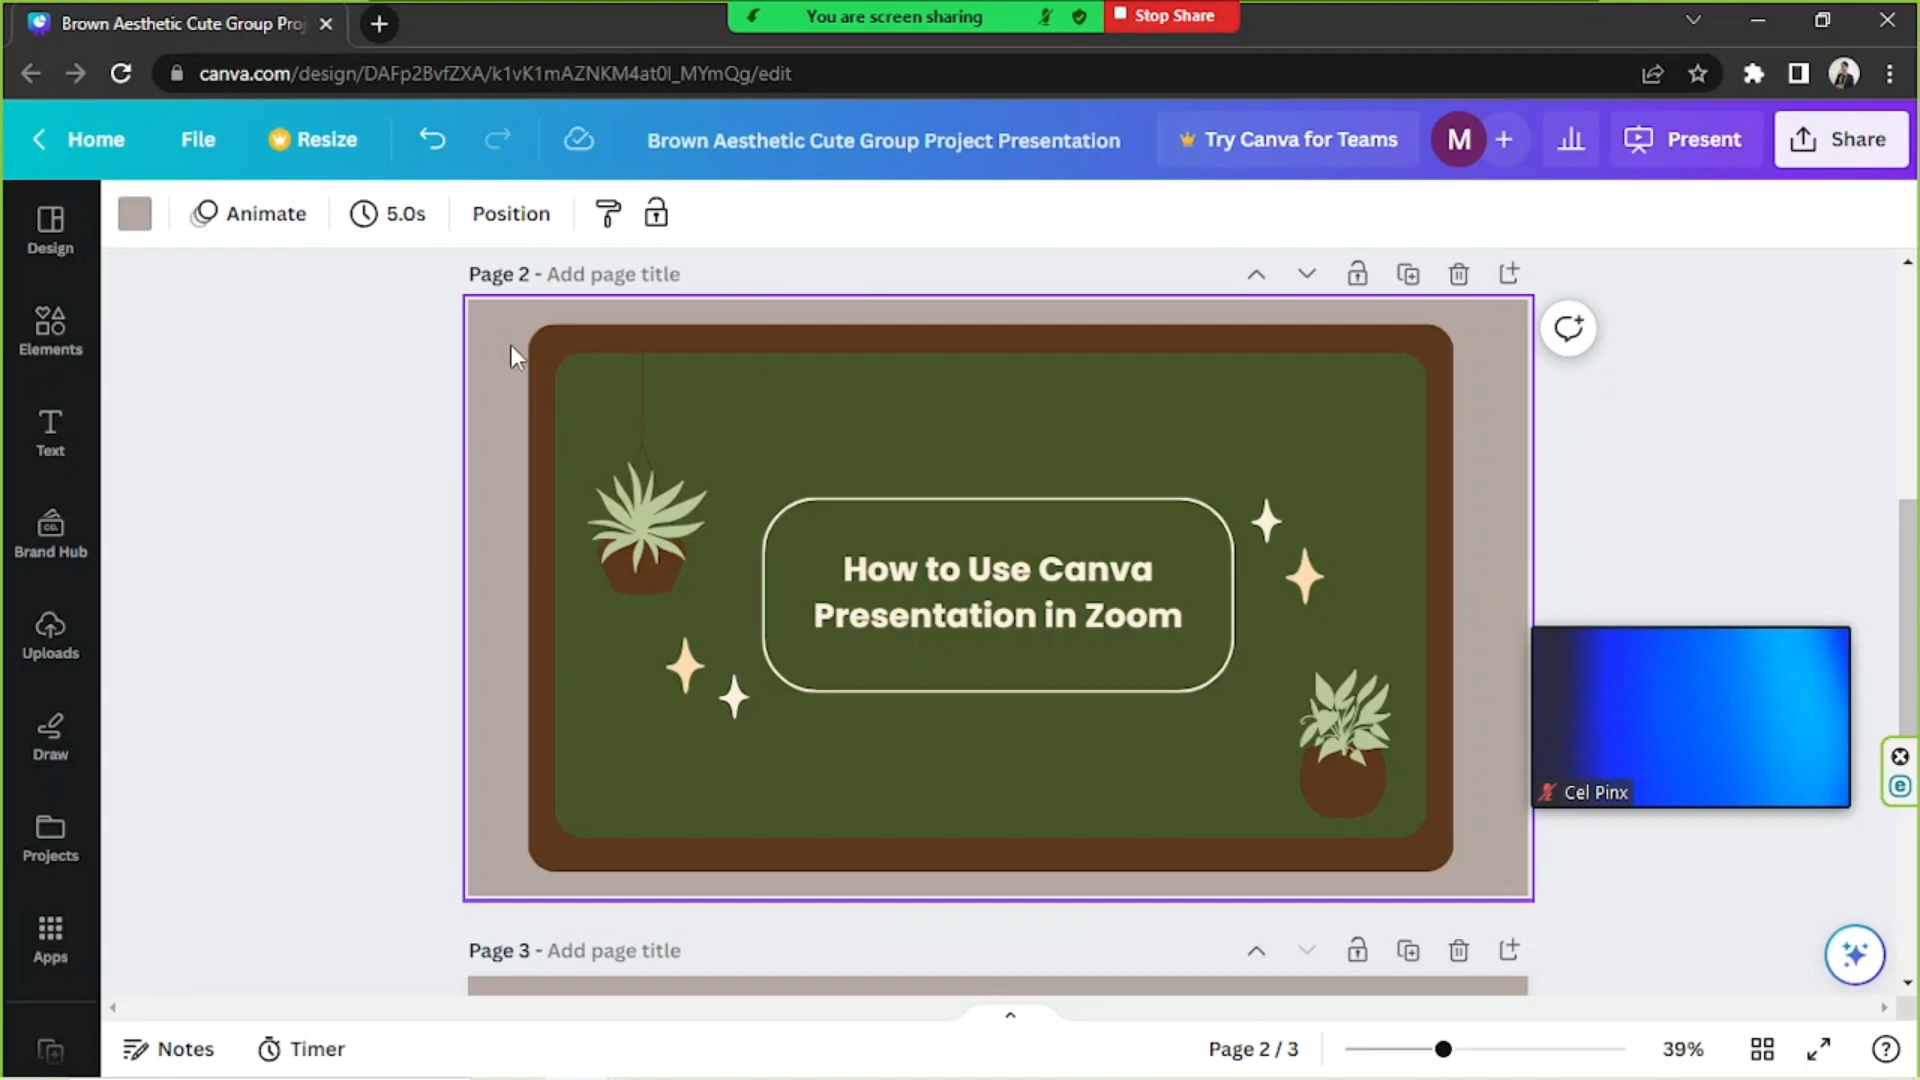 Brown Aesthetic Cute Group Proj
You are screen sharing
Stop Share
canva.com/design/DAFp2BvfZXA/k1vK1mAZNKM4at0I_MYmQg/edit
Home
File
Resize
Brown Aesthetic Cute Group Project Presentation
Try Canva for Teams
M
Present
Share
Animate
5.0s
Position
Design
Elements
Text
Brand Hub
Uploads
Draw
Projects
Apps
Page 2 - Add page title
How to Use Canva
Presentation in Zoom
Cel Pinx
Page 3 - Add page title
Notes
Timer
Page 2 / 3
39%